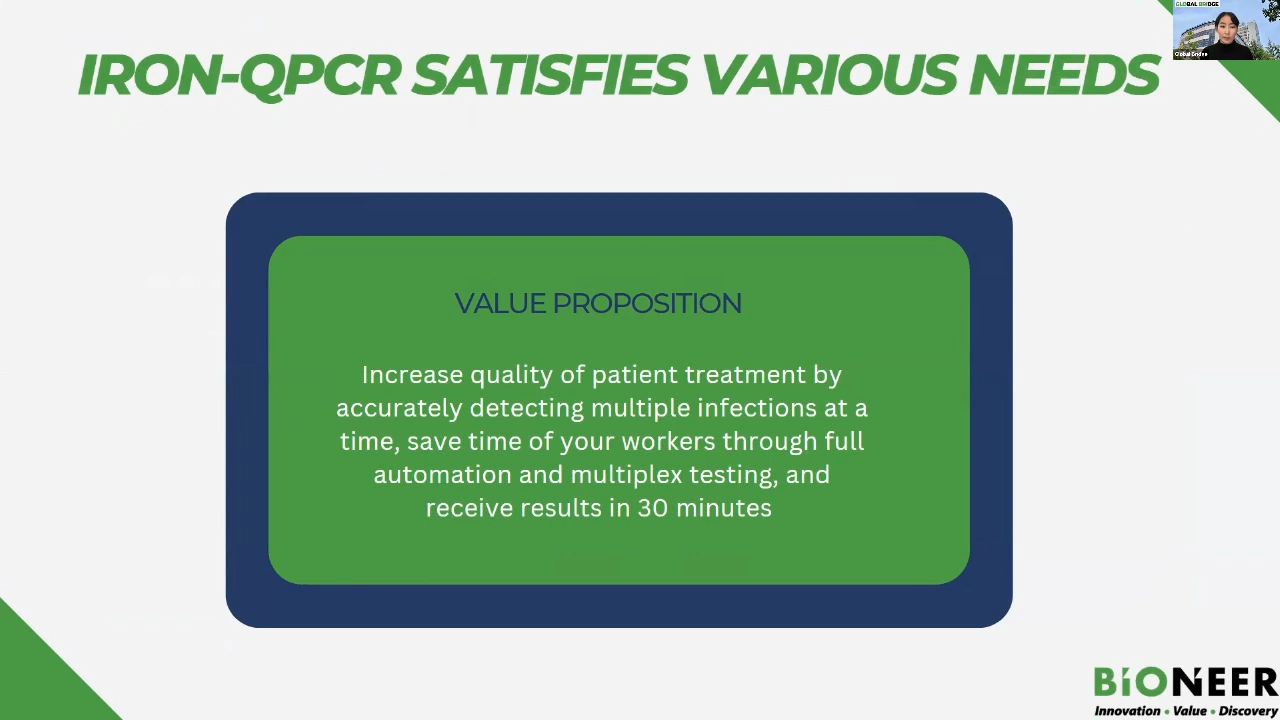 GLOBAL BRIDGE
IRON-QPCR SATISFIES VARIOUS NEEDS
VALUE PROPOSITION
Increase quality of patient treatment by
accurately detecting multiple infections at a
time, save time of your workers through full
automation and multiplex testing, and
receive results in 30 minutes
BiONEER
Innovation • Value • Discovery